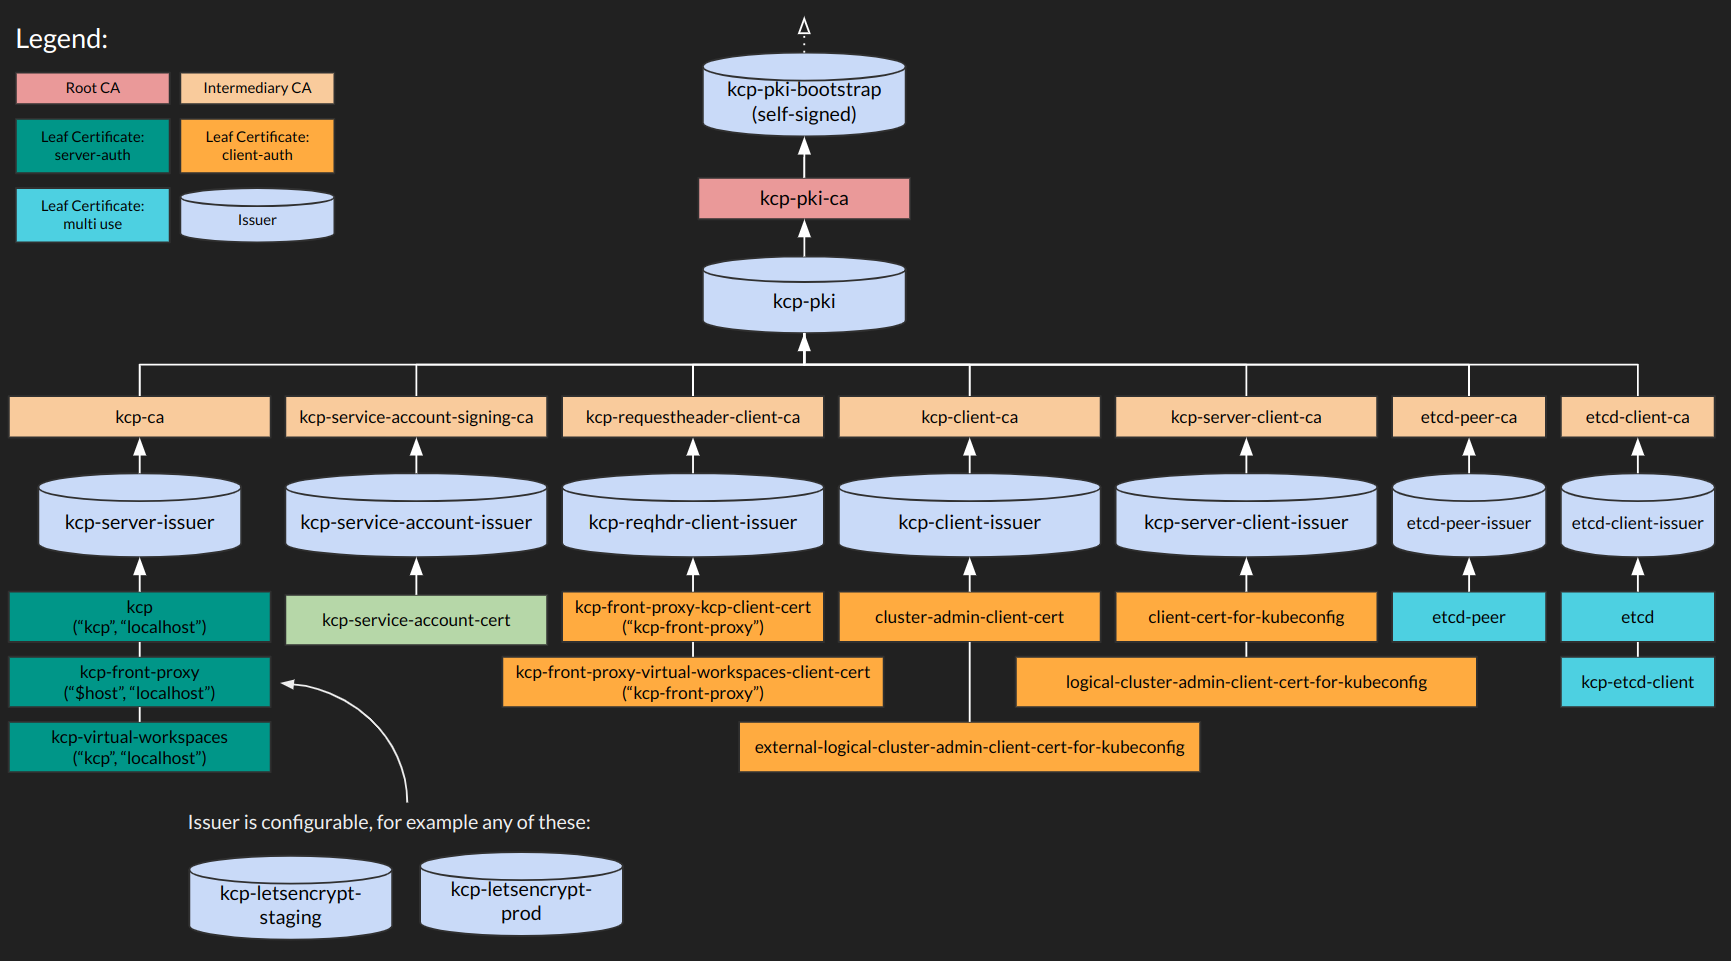 Legend:
Root CA
Intermediary CA
Leaf Certificate:
server-auth
Leaf Certificate:
client-auth
Leaf Certificate:
multi use
Issuer
kcp-pki-bootstrap
(self-signed)
kcp-pki-ca
kcp-pki
kcp-ca
kcp-service-account-signing-ca
kcp-requestheader-client-ca
kcp-client-ca
kcp-server-client-ca
etcd-peer-ca
etcd-client-ca
kcp-server-issuer
kcp-service-account-issuer
kcp-reqhdr-client-issuer
kcp-client-issuer
kcp-server-client-issuer
etcd-peer-issuer
etcd-client-issuer
kcp
(“kcp”, “localhost”)
kcp-service-account-cert
kcp-front-proxy-kcp-client-cert
(“kcp-front-proxy”)
cluster-admin-client-cert
client-cert-for-kubeconfig
etcd-peer
etcd
kcp-front-proxy
(“$host”, “localhost”)
kcp-front-proxy-virtual-workspaces-client-cert
(“kcp-front-proxy”)
logical-cluster-admin-client-cert-for-kubeconfig
kcp-etcd-client
kcp-virtual-workspaces
(“kcp”, “localhost”)
external-logical-cluster-admin-client-cert-for-kubeconfig
Issuer is configurable, for example any of these:
kcp-letsencrypt-
staging
kcp-letsencrypt-
prod